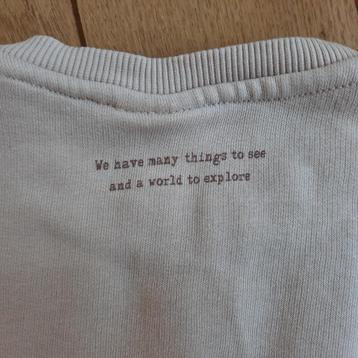 We have many things to see
and a world to explore